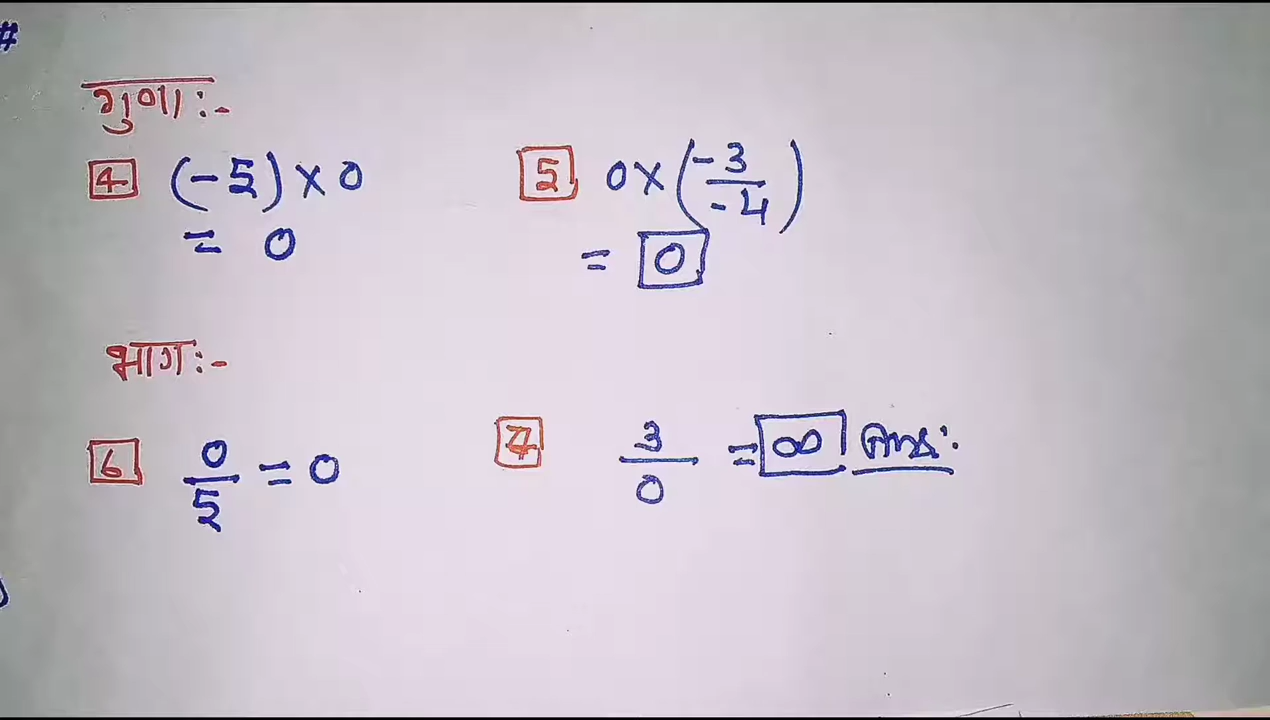 #
गुणा:-
4 (-5) × 0
= 0
5 0 × (-3/-4)
= 0
भाग:-
6 0/5 = 0
7 3/0 = ∞ Ans: